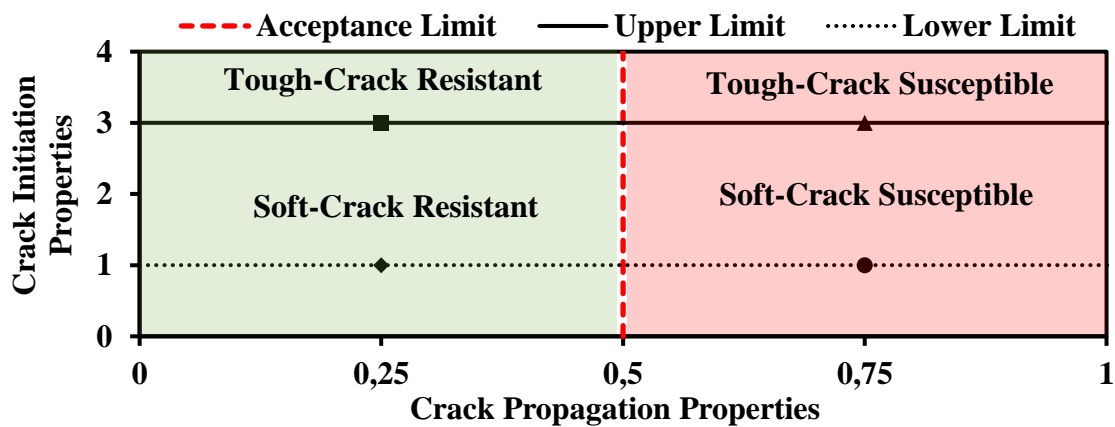 Acceptance Limit Upper Limit Lower Limit
4
Tough-Crack Resistant Tough-Crack Susceptible
3
Crack Initiation
Properties
2
Soft-Crack Resistant Soft-Crack Susceptible
1
0
0 0,25 0,5 0,75 1
Crack Propagation Properties